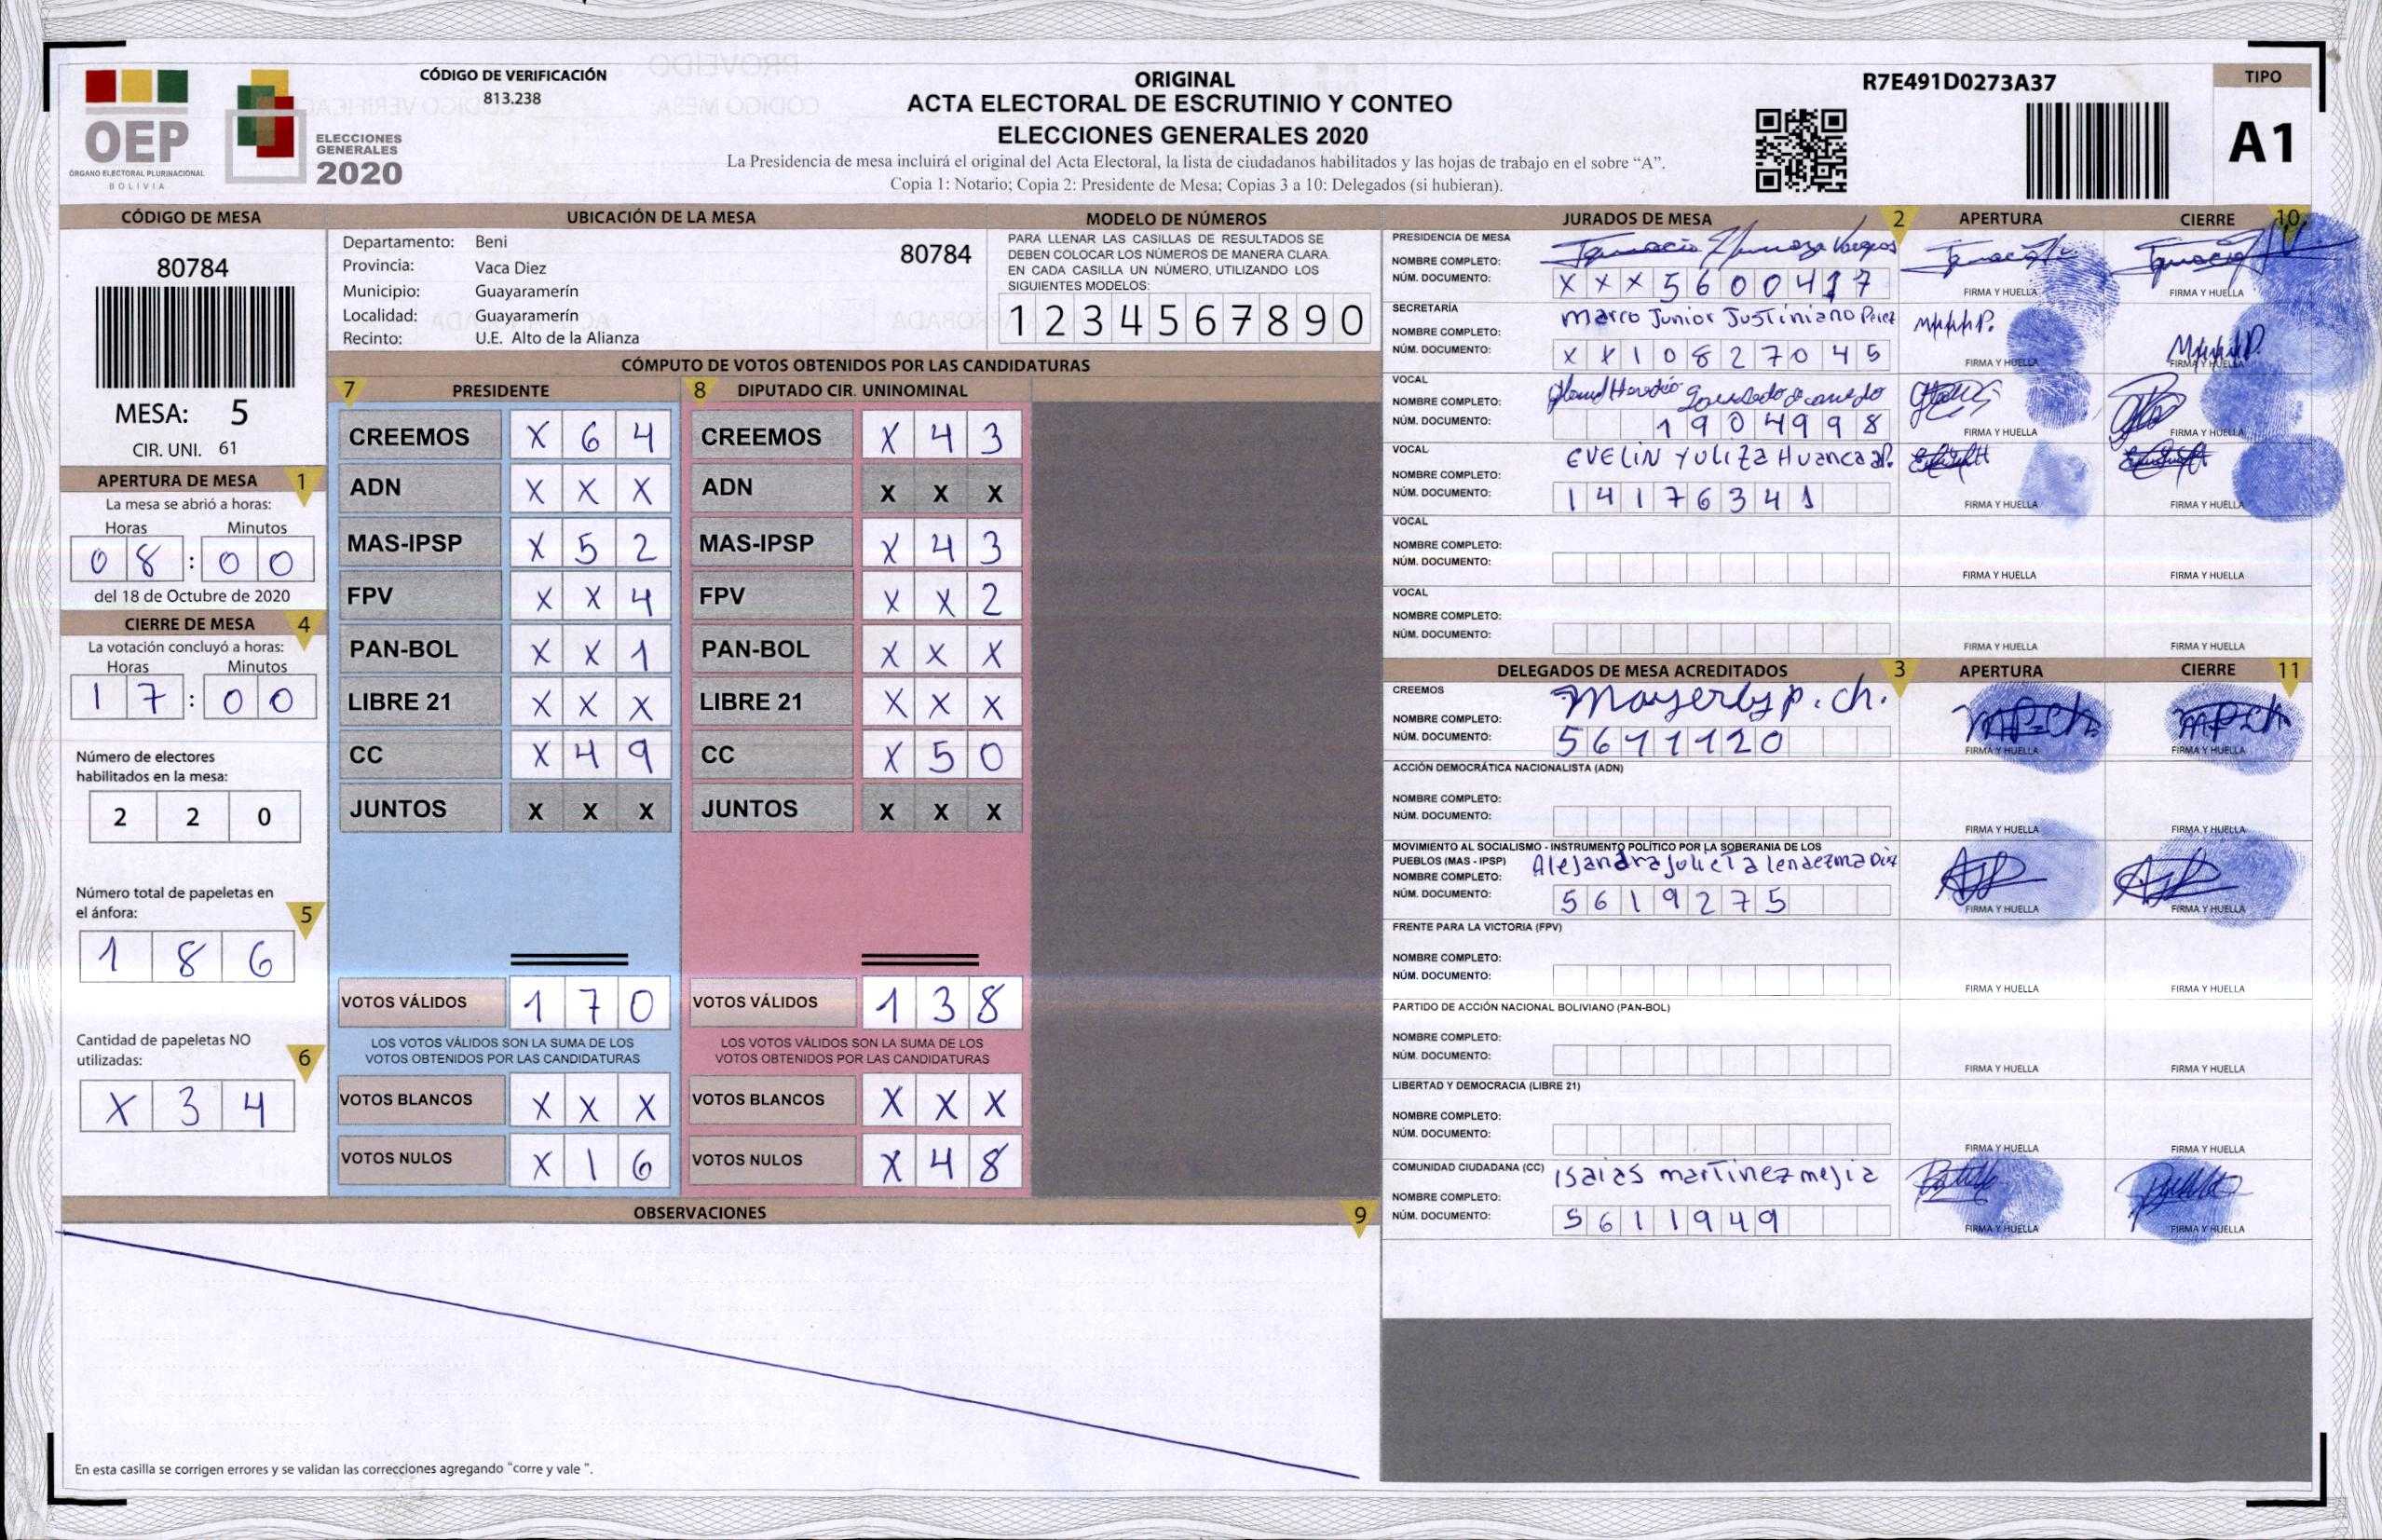 OEP
ÓRGANO ELECTORAL PLURINACIONAL
BOLIVIA
ELECCIONES
GENERALES
2020
CÓDIGO DE VERIFICACIÓN
813.238
ORIGINAL
ACTA ELECTORAL DE ESCRUTINIO Y CONTEO
ELECCIONES GENERALES 2020
La Presidencia de mesa incluirá el original del Acta Electoral, la lista de ciudadanos habilitados y las hojas de trabajo en el sobre “A”.
Copia 1: Notario; Copia 2: Presidente de Mesa; Copias 3 a 10: Delegados (si hubieran).
R7E491D0273A37
TIPO
A1
CÓDIGO DE MESA
80784
MESA: 5
CIR. UNI. 61
APERTURA DE MESA 1
La mesa se abrió a horas:
Horas Minutos
08:00
del 18 de Octubre de 2020
CIERRE DE MESA 4
La votación concluyó a horas:
Horas Minutos
17:00
Número de electores
habilitados en la mesa:
2 2 0
Número total de papeletas en
el ánfora: 5
1 8 6
Cantidad de papeletas NO
utilizadas: 6
X 3 4
UBICACIÓN DE LA MESA
Departamento: Beni
80784
Provincia: Vaca Diez
Municipio: Guayaramerín
Localidad: Guayaramerín
Recinto: U.E. Alto de la Alianza
MODELO DE NÚMEROS
PARA LLENAR LAS CASILLAS DE RESULTADOS SE
DEBEN COLOCAR LOS NÚMEROS DE MANERA CLARA.
EN CADA CASILLA UN NÚMERO, UTILIZANDO LOS
SIGUIENTES MODELOS:
1 2 3 4 5 6 7 8 9 0
CÓMPUTO DE VOTOS OBTENIDOS POR LAS CANDIDATURAS
7 PRESIDENTE
CREEMOS X 6 4
ADN X X X
MAS-IPSP X 5 2
FPV X X 4
PAN-BOL X X 1
LIBRE 21 X X X
CC X 4 9
JUNTOS X X X
VOTOS VÁLIDOS 1 7 0
LOS VOTOS VÁLIDOS SON LA SUMA DE LOS
VOTOS OBTENIDOS POR LAS CANDIDATURAS
VOTOS BLANCOS X X X
VOTOS NULOS X 1 6
8 DIPUTADO CIR. UNINOMINAL
CREEMOS X 4 3
ADN X X X
MAS-IPSP X 4 3
FPV X X 2
PAN-BOL X X X
LIBRE 21 X X X
CC X 5 0
JUNTOS X X X
VOTOS VÁLIDOS 1 3 8
LOS VOTOS VÁLIDOS SON LA SUMA DE LOS
VOTOS OBTENIDOS POR LAS CANDIDATURAS
VOTOS BLANCOS X X X
VOTOS NULOS X 4 8
OBSERVACIONES 9
En esta casilla se corrigen errores y se validan las correcciones agregando “corre y vale ”.
JURADOS DE MESA 2 APERTURA CIERRE 10
PRESIDENCIA DE MESA
NOMBRE COMPLETO: Ignacio Vargas
NÚM. DOCUMENTO: X X X 5 6 0 0 4 1 7
FIRMA Y HUELLA FIRMA Y HUELLA
SECRETARÍA
NOMBRE COMPLETO: Marco Junior Justiniano Perez
NÚM. DOCUMENTO: X X 1 0 8 2 7 0 4 5
FIRMA Y HUELLA FIRMA Y HUELLA
VOCAL
NOMBRE COMPLETO:
NÚM. DOCUMENTO: 1 9 0 4 9 9 8
FIRMA Y HUELLA FIRMA Y HUELLA
VOCAL
NOMBRE COMPLETO: EVELIN YULIZA HUANCA
NÚM. DOCUMENTO: 1 4 1 7 6 3 4 1
FIRMA Y HUELLA FIRMA Y HUELLA
VOCAL
NOMBRE COMPLETO:
NÚM. DOCUMENTO:
FIRMA Y HUELLA FIRMA Y HUELLA
VOCAL
NOMBRE COMPLETO:
NÚM. DOCUMENTO:
FIRMA Y HUELLA FIRMA Y HUELLA
DELEGADOS DE MESA ACREDITADOS 3 APERTURA CIERRE 11
CREEMOS
NOMBRE COMPLETO: Mayerly p. ch.
NÚM. DOCUMENTO: 5 6 1 1 1 2 0
FIRMA Y HUELLA FIRMA Y HUELLA
ACCIÓN DEMOCRÁTICA NACIONALISTA (ADN)
NOMBRE COMPLETO:
NÚM. DOCUMENTO:
FIRMA Y HUELLA FIRMA Y HUELLA
MOVIMIENTO AL SOCIALISMO - INSTRUMENTO POLÍTICO POR LA SOBERANIA DE LOS
PUEBLOS (MAS - IPSP)
NOMBRE COMPLETO: Alejandra Julieta
NÚM. DOCUMENTO: 5 6 1 9 2 7 5
FIRMA Y HUELLA FIRMA Y HUELLA
FRENTE PARA LA VICTORIA (FPV)
NOMBRE COMPLETO:
NÚM. DOCUMENTO:
FIRMA Y HUELLA FIRMA Y HUELLA
PARTIDO DE ACCIÓN NACIONAL BOLIVIANO (PAN-BOL)
NOMBRE COMPLETO:
NÚM. DOCUMENTO:
FIRMA Y HUELLA FIRMA Y HUELLA
LIBERTAD Y DEMOCRACIA (LIBRE 21)
NOMBRE COMPLETO:
NÚM. DOCUMENTO:
FIRMA Y HUELLA FIRMA Y HUELLA
COMUNIDAD CIUDADANA (CC)
NOMBRE COMPLETO: Isaias martinez mejia
NÚM. DOCUMENTO: 5 6 1 1 9 4 9
FIRMA Y HUELLA FIRMA Y HUELLA